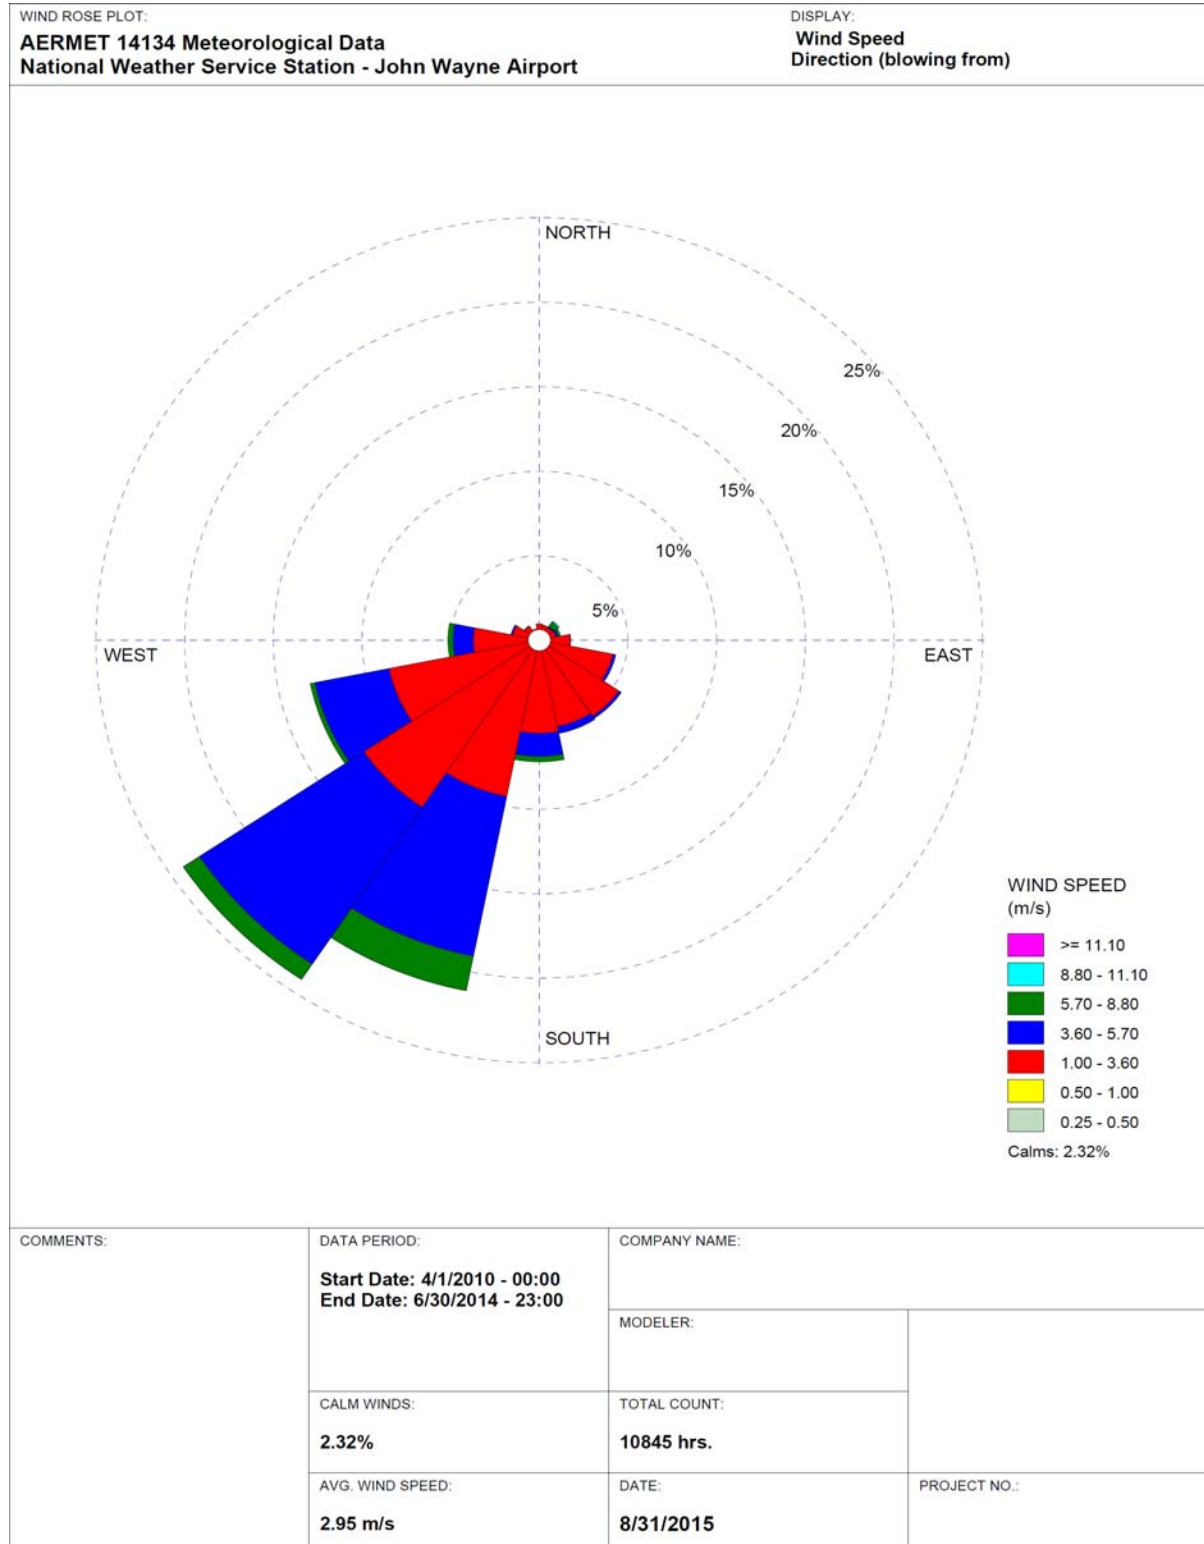 WIND ROSE PLOT:
AERMET 14134 Meteorological Data
National Weather Service Station - John Wayne Airport
DISPLAY:
Wind Speed
Direction (blowing from)
NORTH
25%
20%
15%
10%
5%
WEST
EAST
SOUTH
WIND SPEED
(m/s)
>= 11.10
8.80 - 11.10
5.70 - 8.80
3.60 - 5.70
1.00 - 3.60
0.50 - 1.00
0.25 - 0.50
Calms: 2.32%
COMMENTS:
DATA PERIOD:
Start Date: 4/1/2010 - 00:00
End Date: 6/30/2014 - 23:00
COMPANY NAME:
MODELER:
CALM WINDS:
2.32%
TOTAL COUNT:
10845 hrs.
AVG. WIND SPEED:
2.95 m/s
DATE:
8/31/2015
PROJECT NO.: